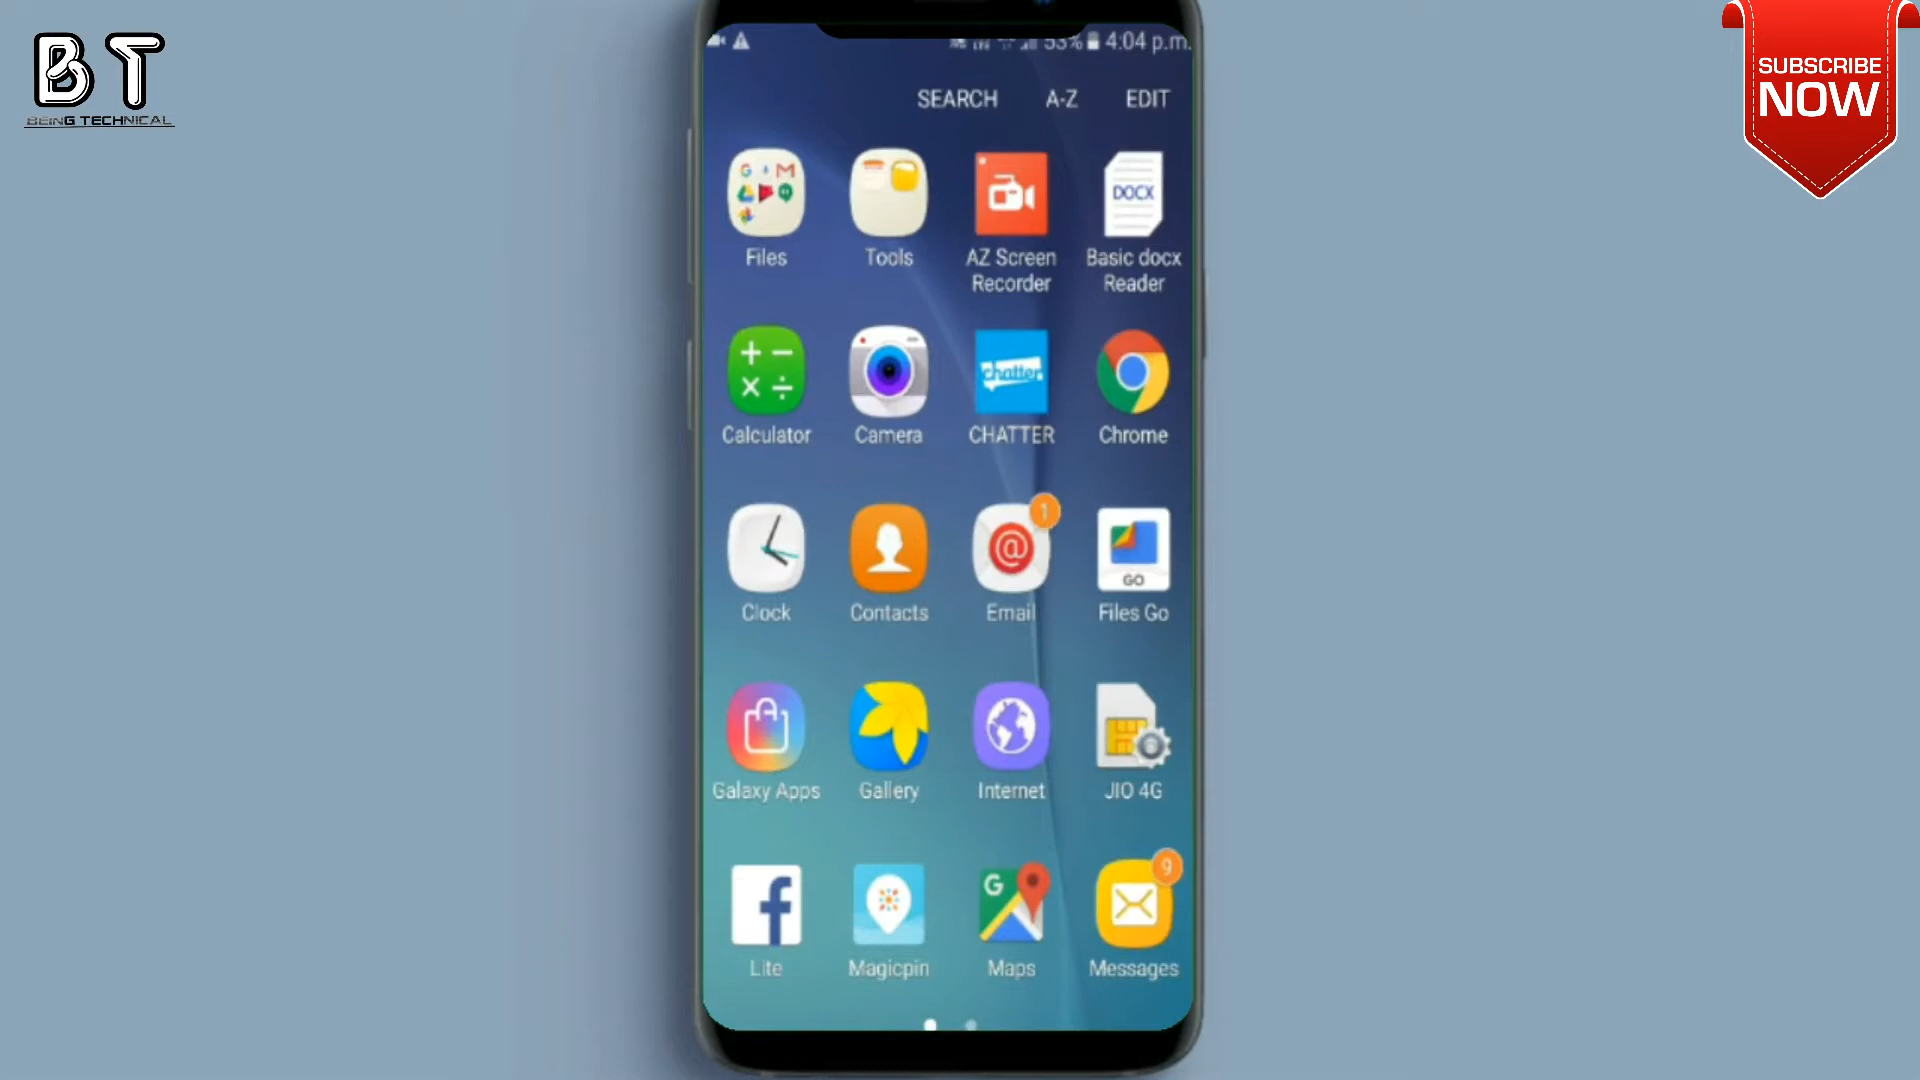 BT
BEING TECHNICAL
SUBSCRIBE
NOW
53% 4:04 p.m.
SEARCH A-Z EDIT
DOCX
Files Tools AZ Screen Recorder Basic docx Reader
chatter
Calculator Camera CHATTER Chrome
1
@
GO
Clock Contacts Email Files Go
Galaxy Apps Gallery Internet JIO 4G
9
G
f
Lite Magicpin Maps Messages